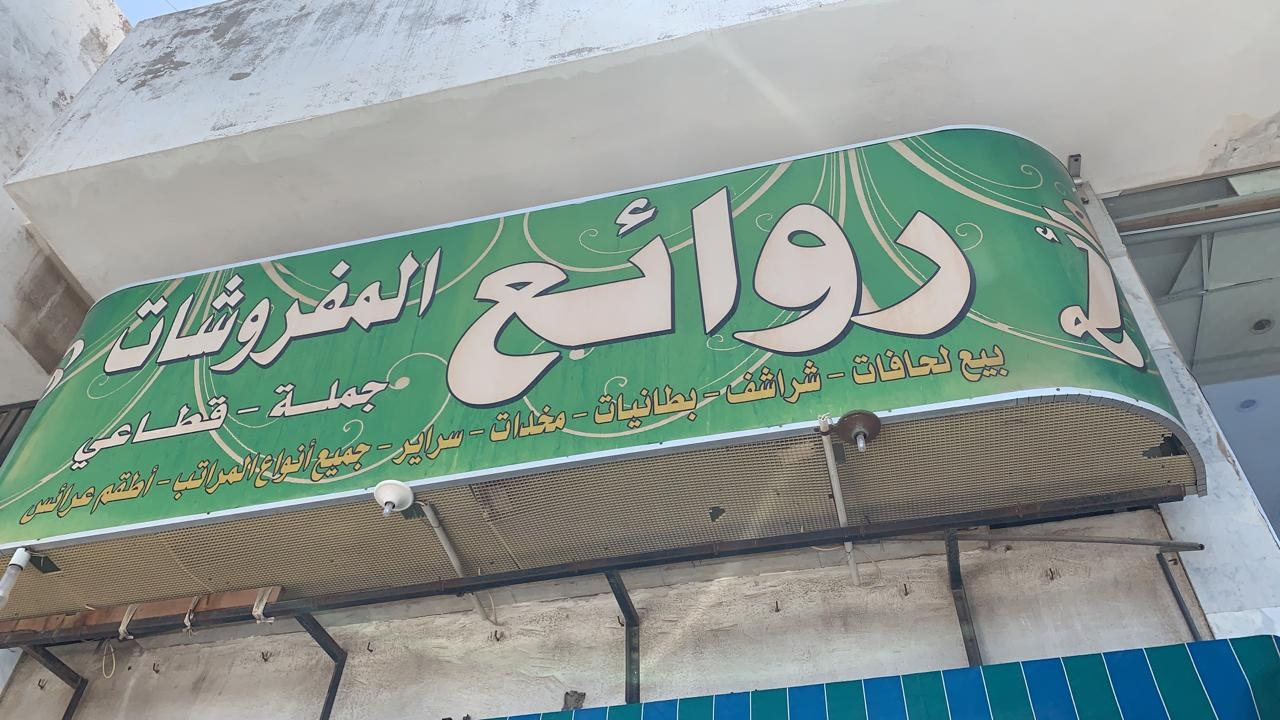 روائع المفروشات
جملة - قطاعي
بيع لحافات - شراشف - بطانيات - مخدات - سراير - جميع أنواع المراتب - أطقم عرائس